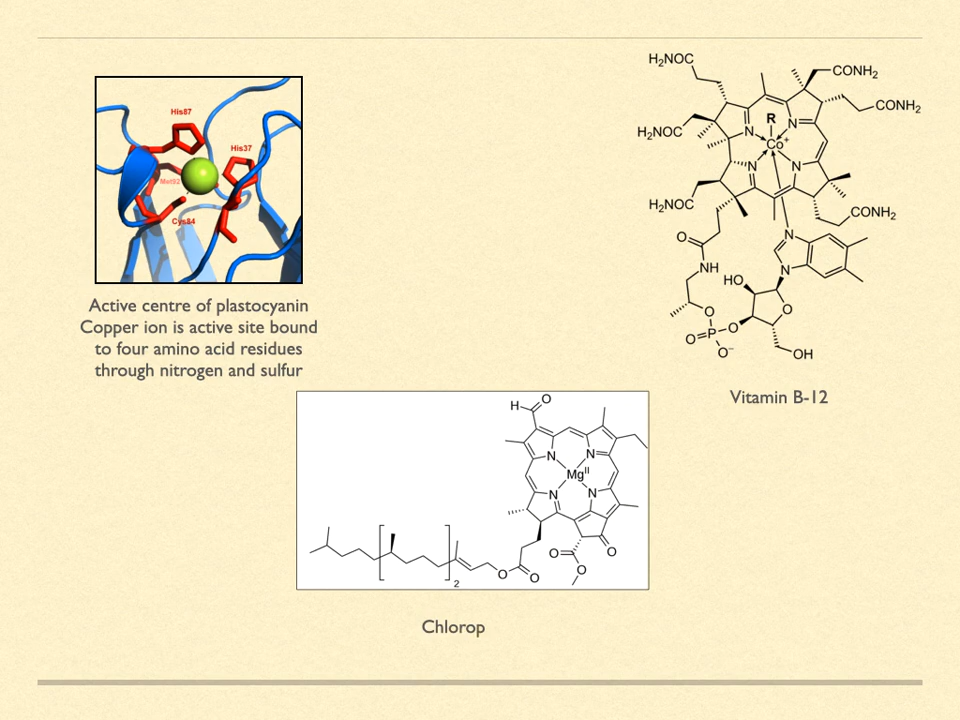 His87
His37
Met92
Cys84
Active centre of plastocyanin
Copper ion is active site bound
to four amino acid residues
through nitrogen and sulfur
H₂NOC
CONH₂
CONH₂
H₂NOC
R
N
N
Co⁺
N
N
H₂NOC
CONH₂
O
N
NH
N
HO
O
O
O
P
O
O⁻
OH
Vitamin B-12
H
O
N
N
Mgᴵᴵ
N
N
O
O
O
O
O
2
Chlorop